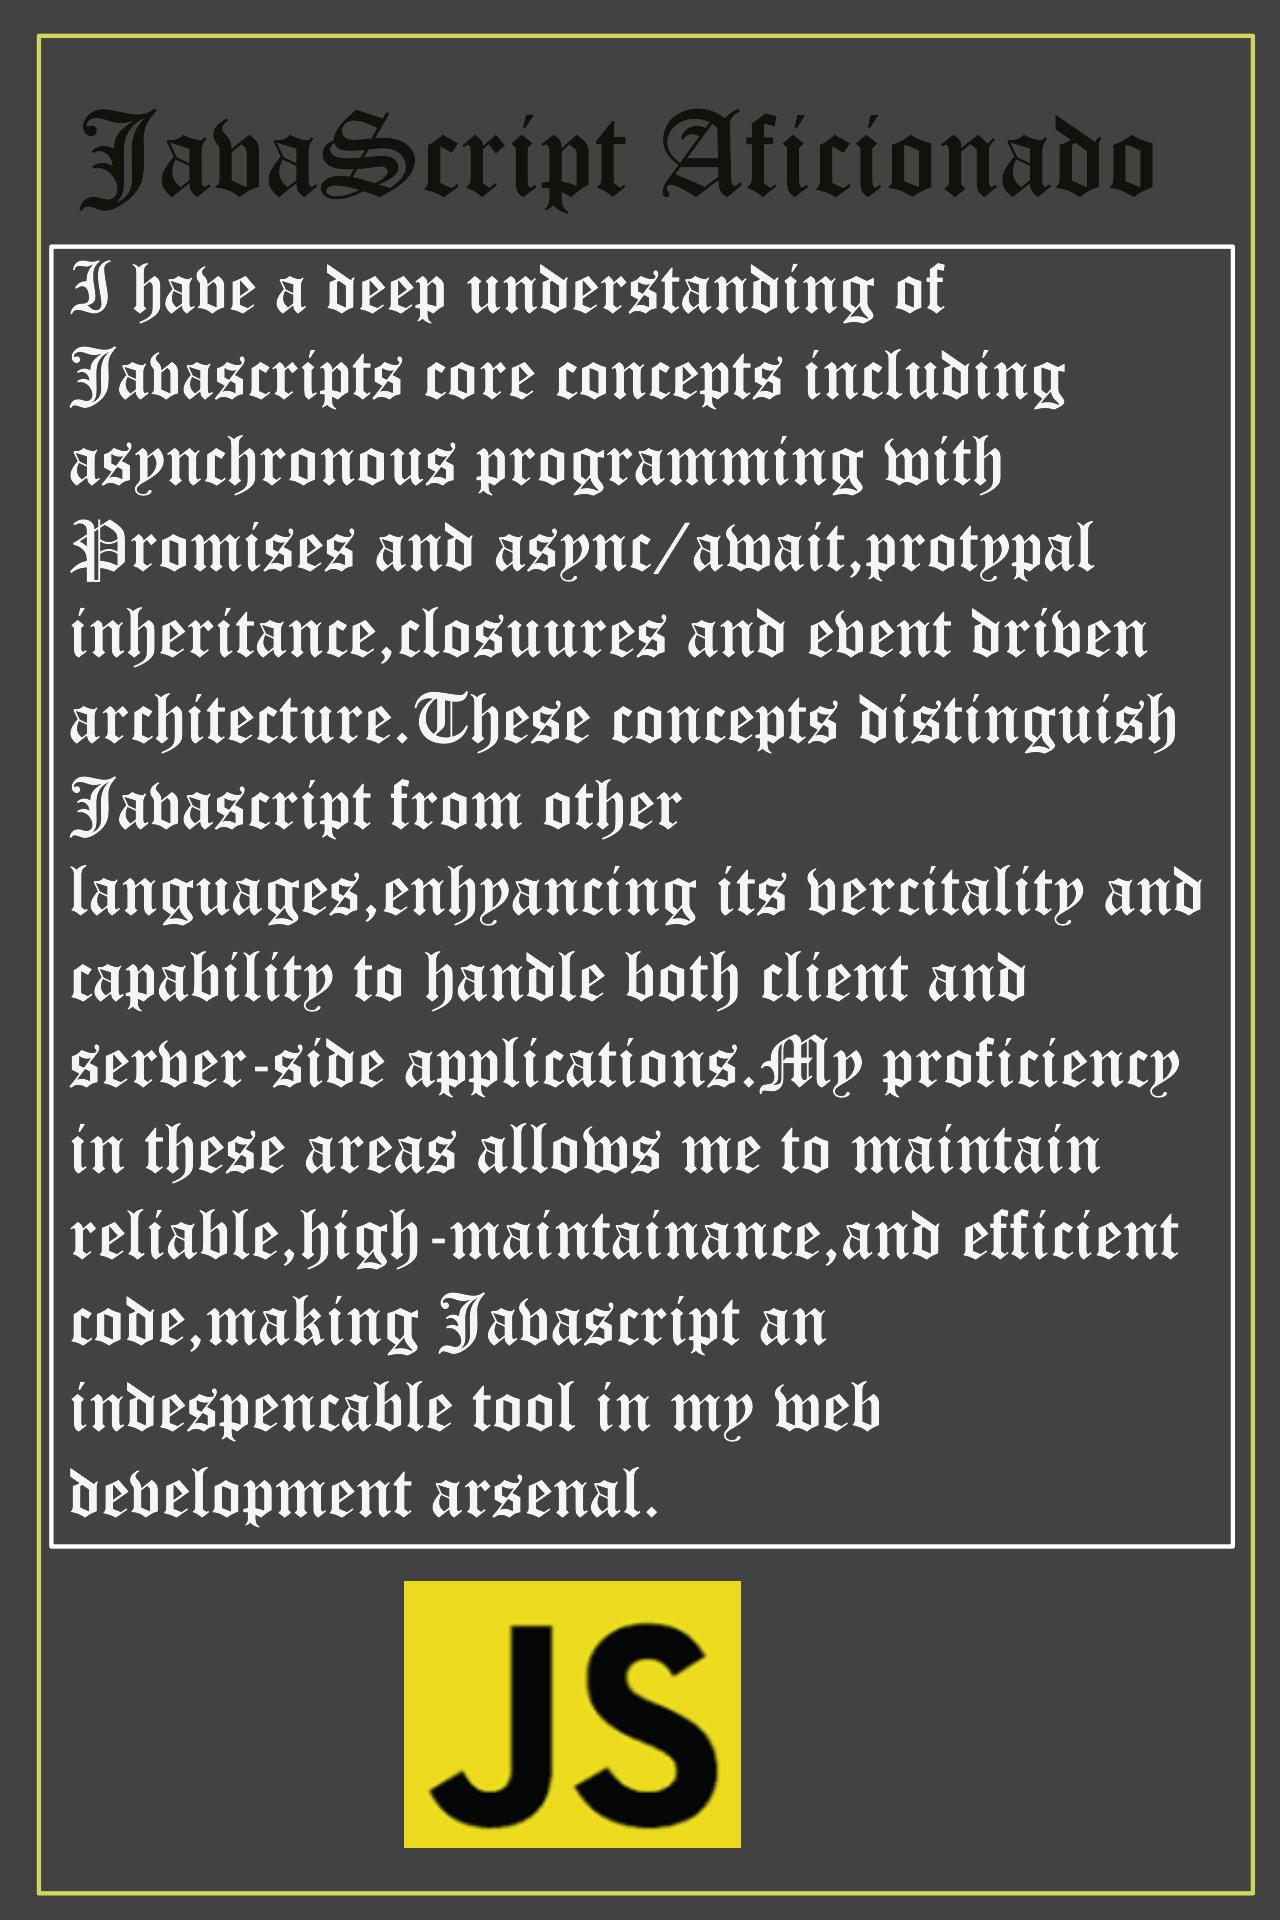 JavaScript Aficionado
I have a deep understanding of
Javascripts core concepts including
asynchronous programming with
Promises and async/await,protypal
inheritance,closuures and event driven
architecture.These concepts distinguish
Javascript from other
languages,enhyancing its vercitality and
capability to handle both client and
server-side applications.My proficiency
in these areas allows me to maintain
reliable,high-maintainance,and efficient
code,making Javascript an
indespencable tool in my web
development arsenal.
JS